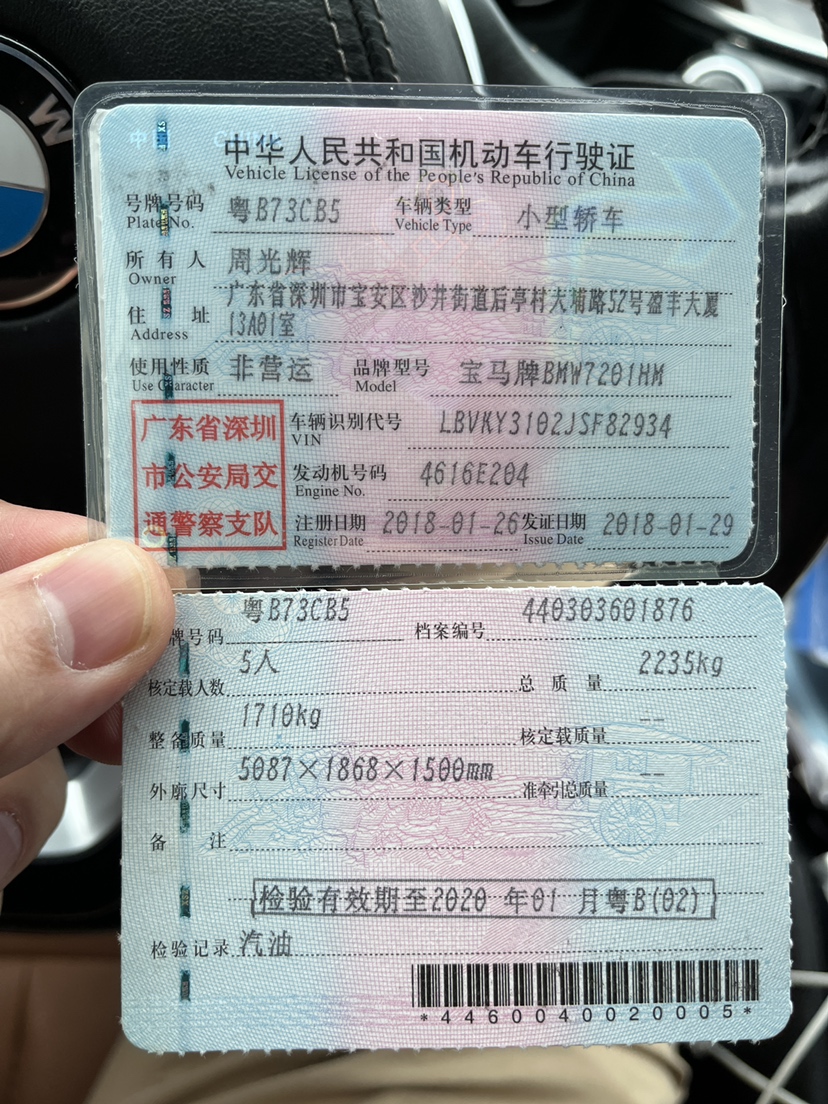 W
中华人民共和国机动车行驶证
Vehicle License of the People's Republic of China
号牌号码 粤B73CB5 车辆类型 小型轿车
Plate No. Vehicle Type
所有人 周光辉
Owner
住址 广东省深圳市宝安区沙井街道后亭村大埔路52号盈丰大厦
13A01室
Address
使用性质 非营运 品牌型号 宝马牌BMW7201HM
Use Character Model
广东省深圳
市公安局交
通警察支队
车辆识别代号 LBVKY3102JSF82934
VIN
发动机号码 4616E204
Engine No.
注册日期 2018-01-26 发证日期 2018-01-29
Register Date Issue Date
牌号码 粤B73CB5 档案编号 440303601876
核定载人数 5人 总质量 2235kg
整备质量 1710kg 核定载质量 --
外廓尺寸 5087×1868×1500mm 准牵引总质量 --
备注
检验有效期至2020 年01 月粤B(02)
检验记录 汽油
*4460040020005*